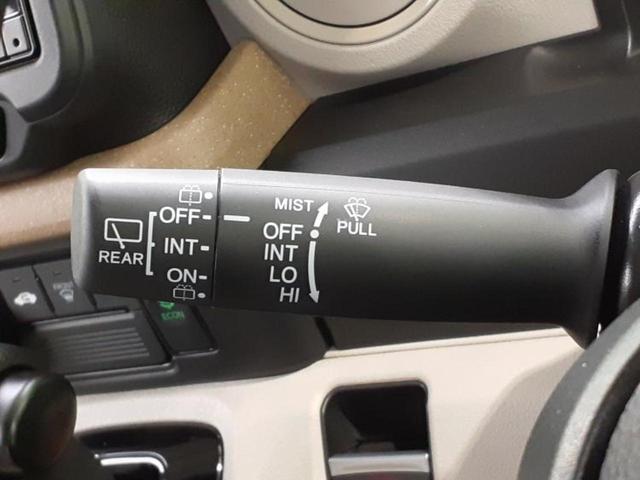 REAR
OFF
INT
ON
MIST
OFF
INT
LO
HI
PULL
ECON